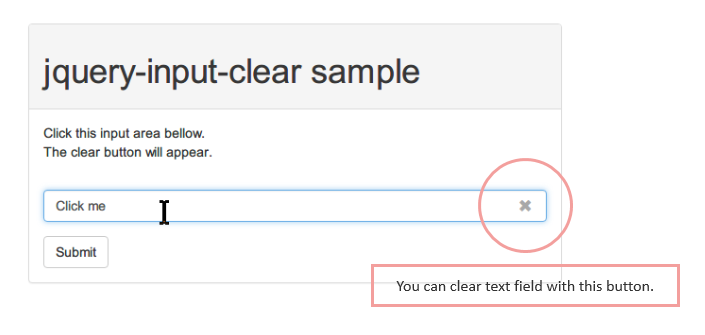 jquery-input-clear sample
Click this input area bellow.
The clear button will appear.
Click me
Submit
You can clear text field with this button.